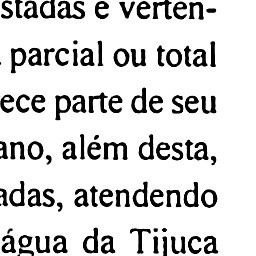 stadas e verten-
parcial ou total
ece parte de seu
ano, além desta,
adas, atendendo
água da Tijuca